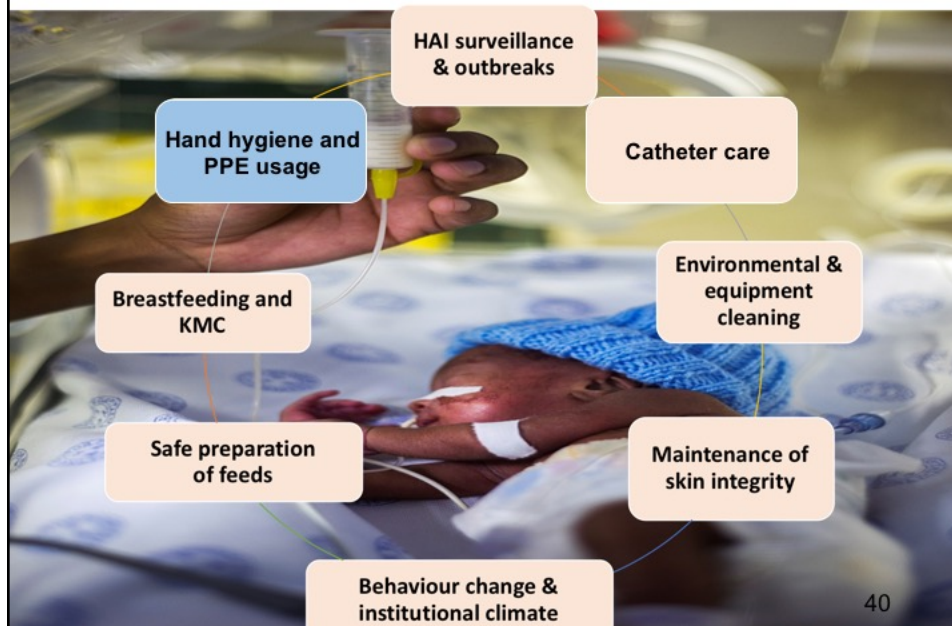 HAI surveillance
& outbreaks
Hand hygiene and
PPE usage
Catheter care
Breastfeeding and
KMC
Environmental &
equipment
cleaning
Safe preparation
of feeds
Maintenance of
skin integrity
Behaviour change &
institutional climate
40